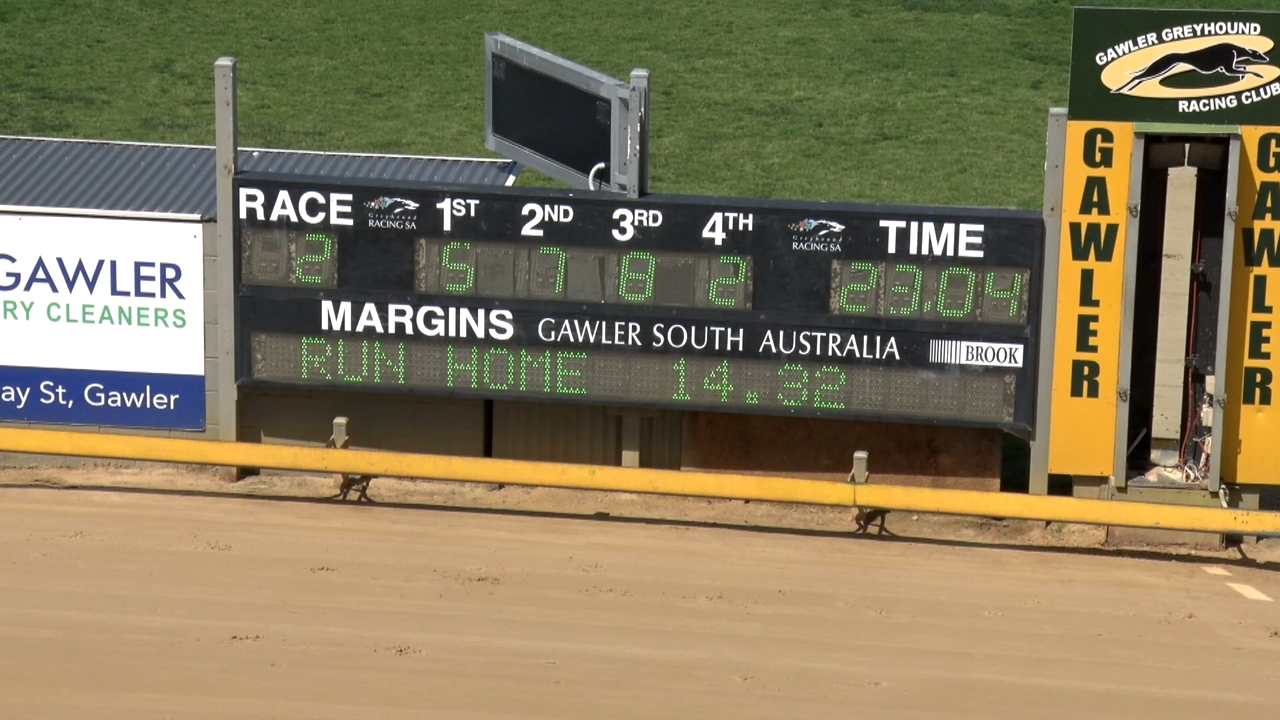 GAWLER GREYHOUND
RACING CLUB
RACE
Greyhound
RACING SA
1ST
2ND
3RD
4TH
Greyhound
RACING SA
TIME
2
5
7
8
2
23.04
MARGINS
GAWLER SOUTH AUSTRALIA
BROOK
RUN HOME 14.32
GAWLER
RY CLEANERS
ay St, Gawler
GAWLER
GAWLER